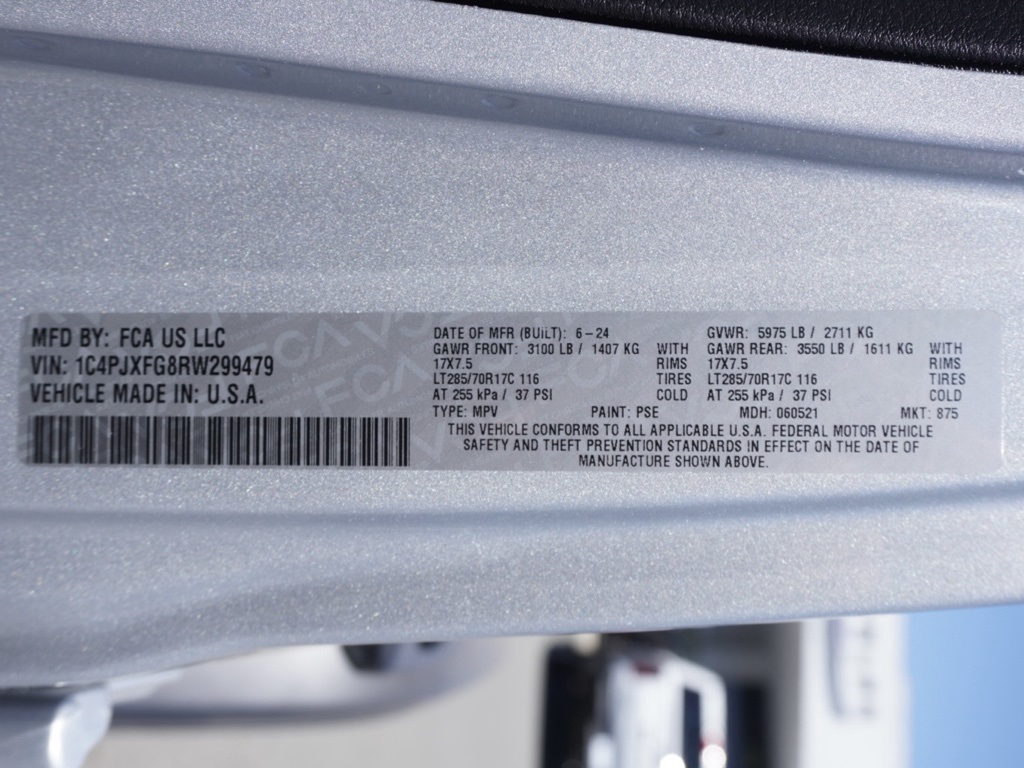 MFD BY: FCA US LLC
VIN: 1C4PJXFG8RW299479
VEHICLE MADE IN: U.S.A.
DATE OF MFR (BUILT): 6-24
GAWR FRONT: 3100 LB / 1407 KG WITH
17X7.5 RIMS
LT285/70R17C 116 TIRES
AT 255 kPa / 37 PSI COLD
GVWR: 5975 LB / 2711 KG
GAWR REAR: 3550 LB / 1611 KG WITH
17X7.5 RIMS
LT285/70R17C 116 TIRES
AT 255 kPa / 37 PSI COLD
TYPE: MPV PAINT: PSE MDH: 060521 MKT: 875
THIS VEHICLE CONFORMS TO ALL APPLICABLE U.S.A. FEDERAL MOTOR VEHICLE
SAFETY AND THEFT PREVENTION STANDARDS IN EFFECT ON THE DATE OF
MANUFACTURE SHOWN ABOVE.